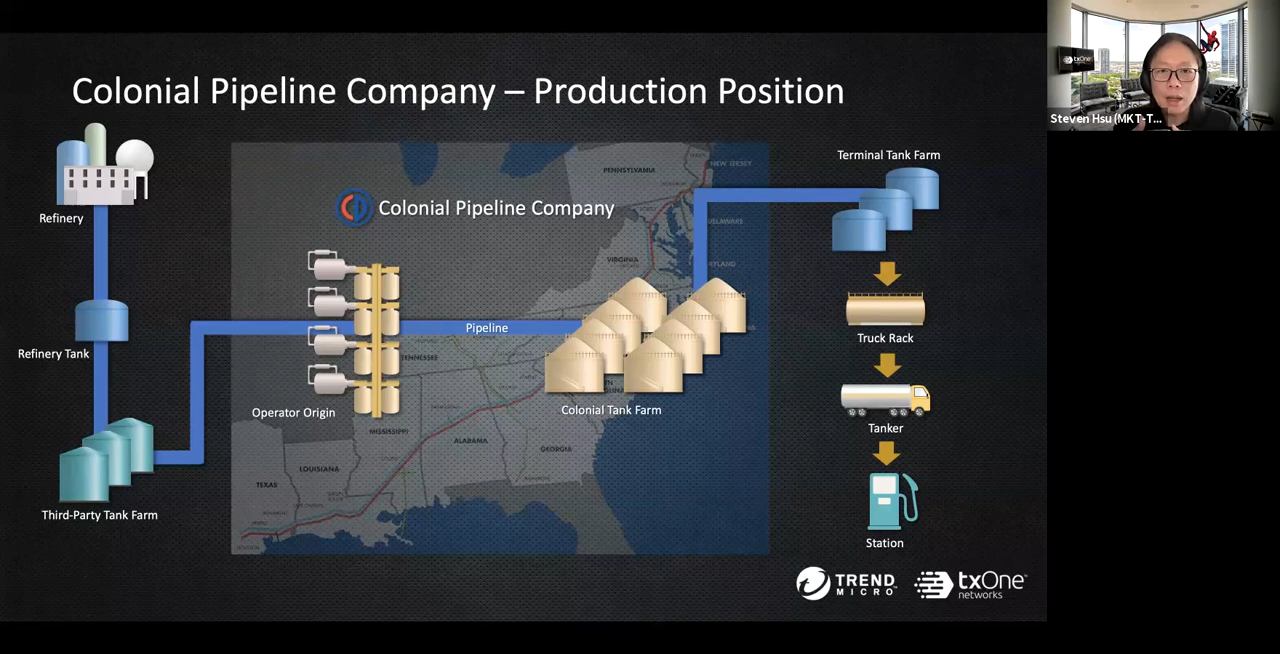 Colonial Pipeline Company – Production Position
txOne
Steven Hsu (MKT-T...
Refinery
Refinery Tank
Third-Party Tank Farm
Colonial Pipeline Company
PENNSYLVANIA
NEW JERSEY
DELAWARE
VIRGINIA
Pipeline
TENNESSEE
Operator Origin
Colonial Tank Farm
MISSISSIPPI
ALABAMA
GEORGIA
LOUISIANA
TEXAS
Terminal Tank Farm
Truck Rack
Tanker
Station
TREND
MICRO
txOne
networks